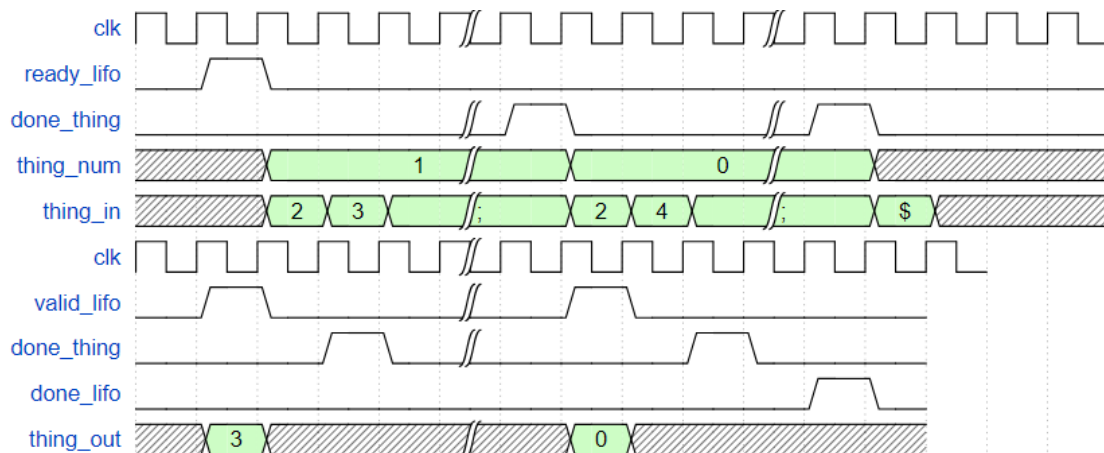 clk
ready_lifo
done_thing
thing_num 1 0
thing_in 2 3 ; 2 4 ; $
clk
valid_lifo
done_thing
done_lifo
thing_out 3 0